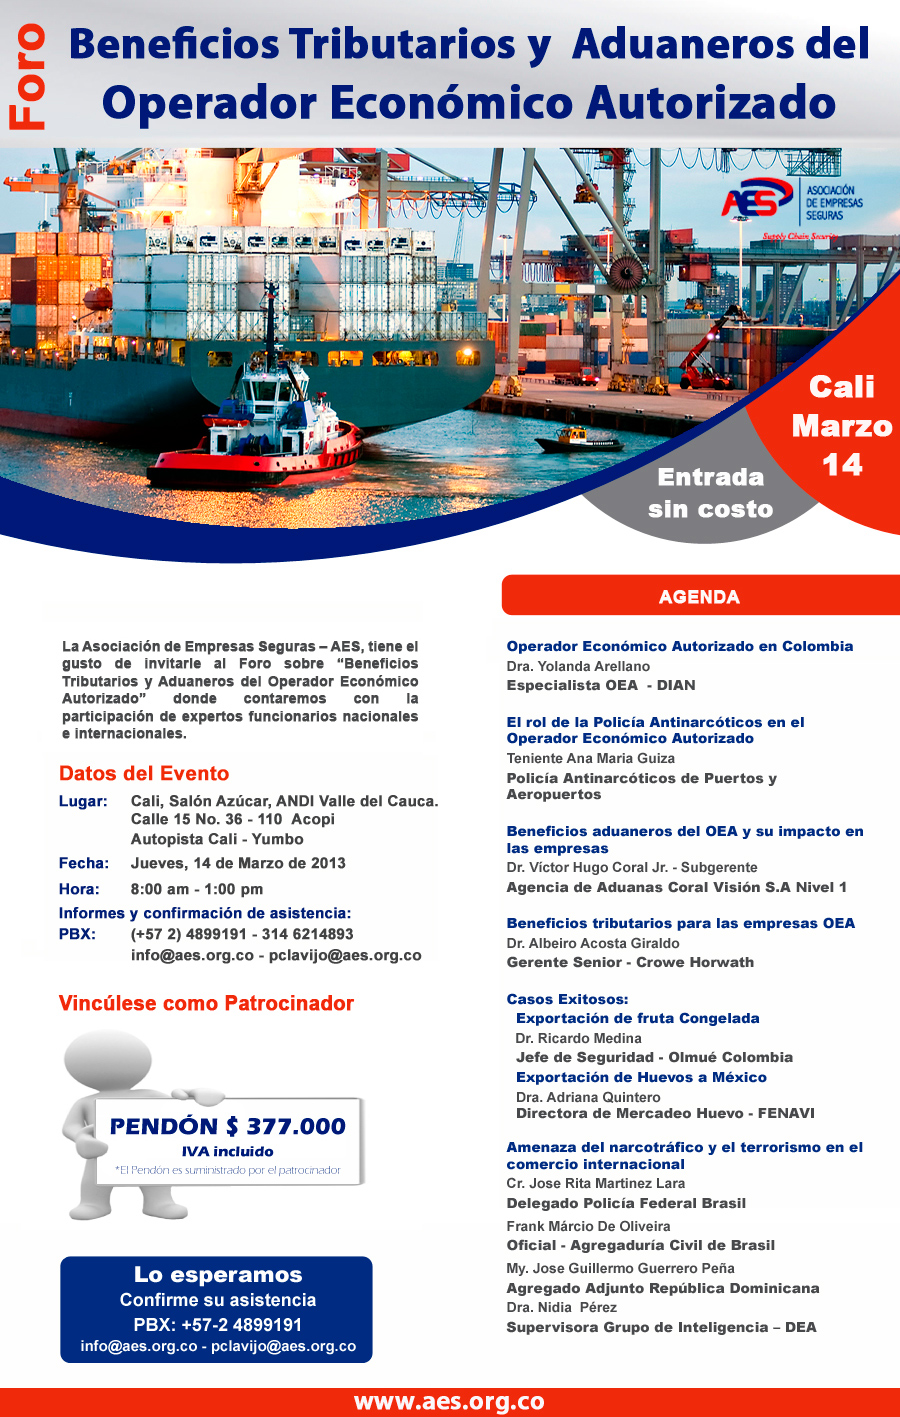 Foro
Beneficios Tributarios y Aduaneros del
Operador Económico Autorizado
AES
ASOCIACIÓN
DE EMPRESAS
SEGURAS
Supply Chain Security
Cali
Marzo
14
Entrada
sin costo
La Asociación de Empresas Seguras – AES, tiene el
gusto de invitarle al Foro sobre “Beneficios
Tributarios y Aduaneros del Operador Económico
Autorizado” donde contaremos con la
participación de expertos funcionarios nacionales
e internacionales.
Datos del Evento
Lugar: Cali, Salón Azúcar, ANDI Valle del Cauca.
Calle 15 No. 36 - 110 Acopi
Autopista Cali - Yumbo
Fecha: Jueves, 14 de Marzo de 2013
Hora: 8:00 am - 1:00 pm
Informes y confirmación de asistencia:
PBX: (+57 2) 4899191 - 314 6214893
info@aes.org.co - pclavijo@aes.org.co
Vincúlese como Patrocinador
PENDÓN $ 377.000
IVA incluido
*El Pendón es suministrado por el patrocinador
Lo esperamos
Confirme su asistencia
PBX: +57-2 4899191
info@aes.org.co - pclavijo@aes.org.co
AGENDA
Operador Económico Autorizado en Colombia
Dra. Yolanda Arellano
Especialista OEA - DIAN
El rol de la Policía Antinarcóticos en el
Operador Económico Autorizado
Teniente Ana Maria Guiza
Policía Antinarcóticos de Puertos y
Aeropuertos
Beneficios aduaneros del OEA y su impacto en
las empresas
Dr. Víctor Hugo Coral Jr. - Subgerente
Agencia de Aduanas Coral Visión S.A Nivel 1
Beneficios tributarios para las empresas OEA
Dr. Albeiro Acosta Giraldo
Gerente Senior - Crowe Horwath
Casos Exitosos:
Exportación de fruta Congelada
Dr. Ricardo Medina
Jefe de Seguridad - Olmué Colombia
Exportación de Huevos a México
Dra. Adriana Quintero
Directora de Mercadeo Huevo - FENAVI
Amenaza del narcotráfico y el terrorismo en el
comercio internacional
Cr. Jose Rita Martinez Lara
Delegado Policía Federal Brasil
Frank Márcio De Oliveira
Oficial - Agregaduría Civil de Brasil
My. Jose Guillermo Guerrero Peña
Agregado Adjunto República Dominicana
Dra. Nidia Pérez
Supervisora Grupo de Inteligencia – DEA
www.aes.org.co